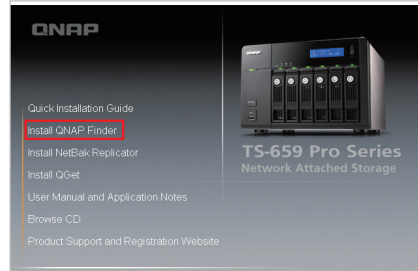 QNAP
Quick Installation Guide
Install QNAP Finder
Install NetBak Replicator
Install QGet
User Manual and Application Notes
Browse CD
Product Support and Registration Website
TS-659 Pro Series
Network Attached Storage